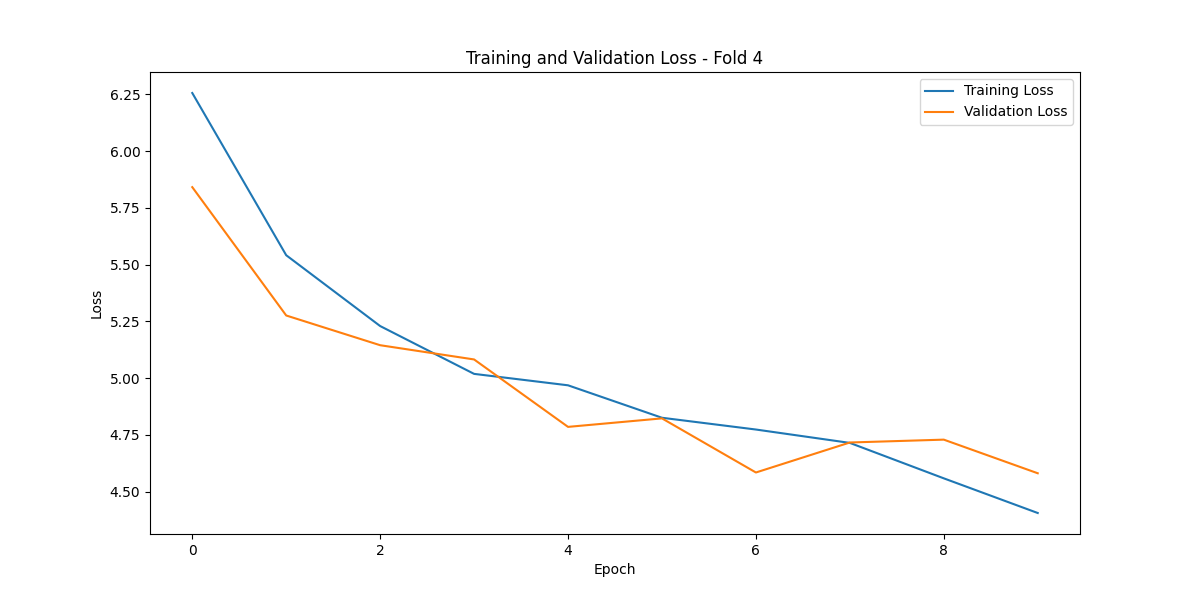 Training and Validation Loss - Fold 4
Training Loss
Validation Loss
6.25
6.00
5.75
5.50
5.25
5.00
4.75
4.50
Loss
0 2 4 6 8
Epoch